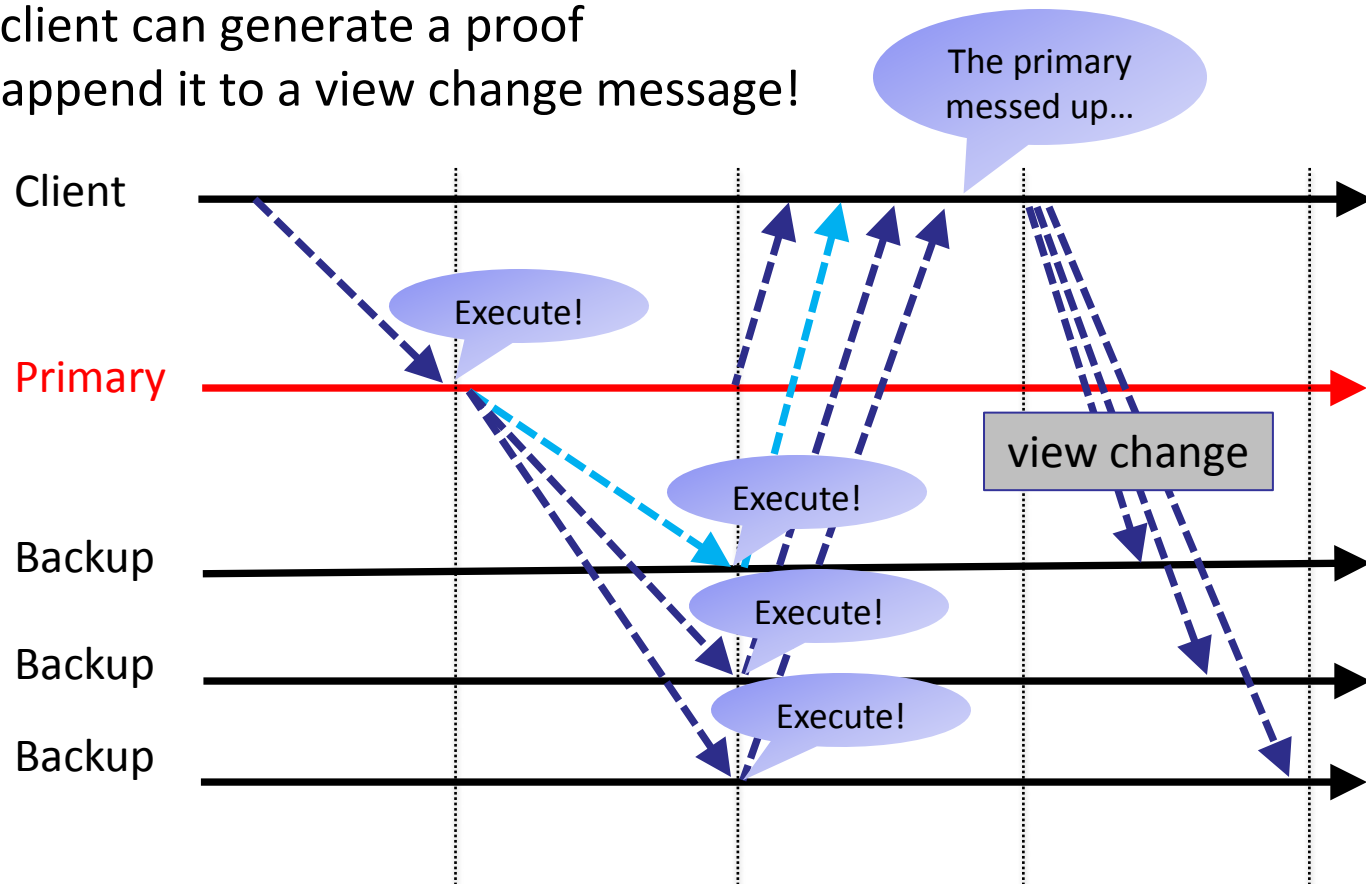 client can generate a proof
append it to a view change message!
The primary
messed up…
Client
Execute!
Primary
view change
Execute!
Backup
Execute!
Backup
Execute!
Backup